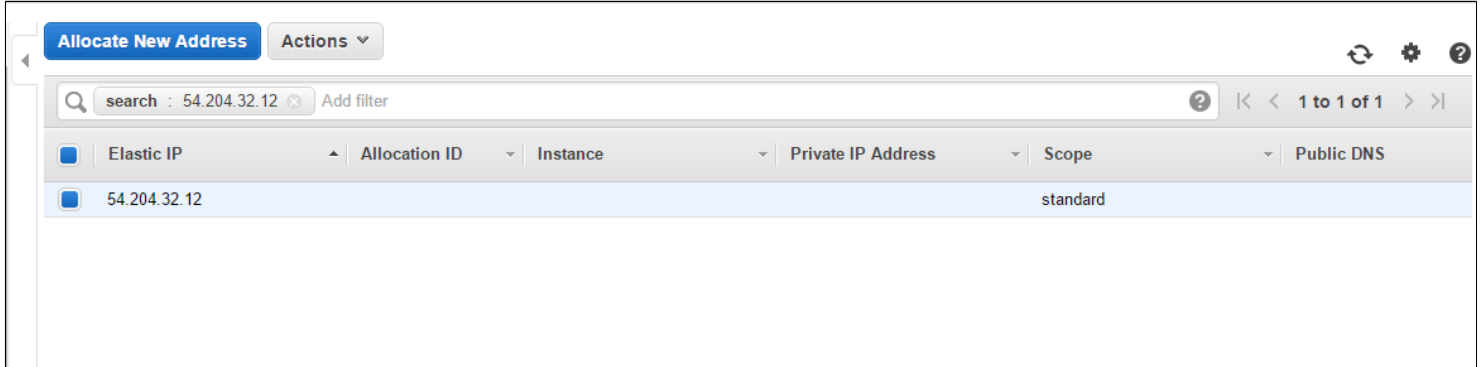 Allocate New Address Actions
search : 54.204.32.12 Add filter 1 to 1 of 1
Elastic IP Allocation ID Instance Private IP Address Scope Public DNS
54.204.32.12 standard